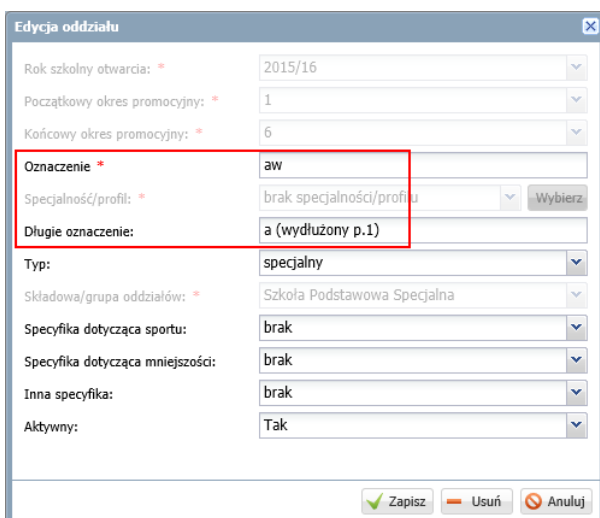 Edycja oddziału
Rok szkolny otwarcia: * 2015/16
Początkowy okres promocyjny: * 1
Końcowy okres promocyjny: * 6
Oznaczenie * aw
Specjalność/profil: * brak specjalności/profilu Wybierz
Długie oznaczenie: a (wydłużony p.1)
Typ: specjalny
Składowa/grupa oddziałów: * Szkoła Podstawowa Specjalna
Specyfika dotycząca sportu: brak
Specyfika dotycząca mniejszości: brak
Inna specyfika: brak
Aktywny: Tak
Zapisz Usuń Anuluj